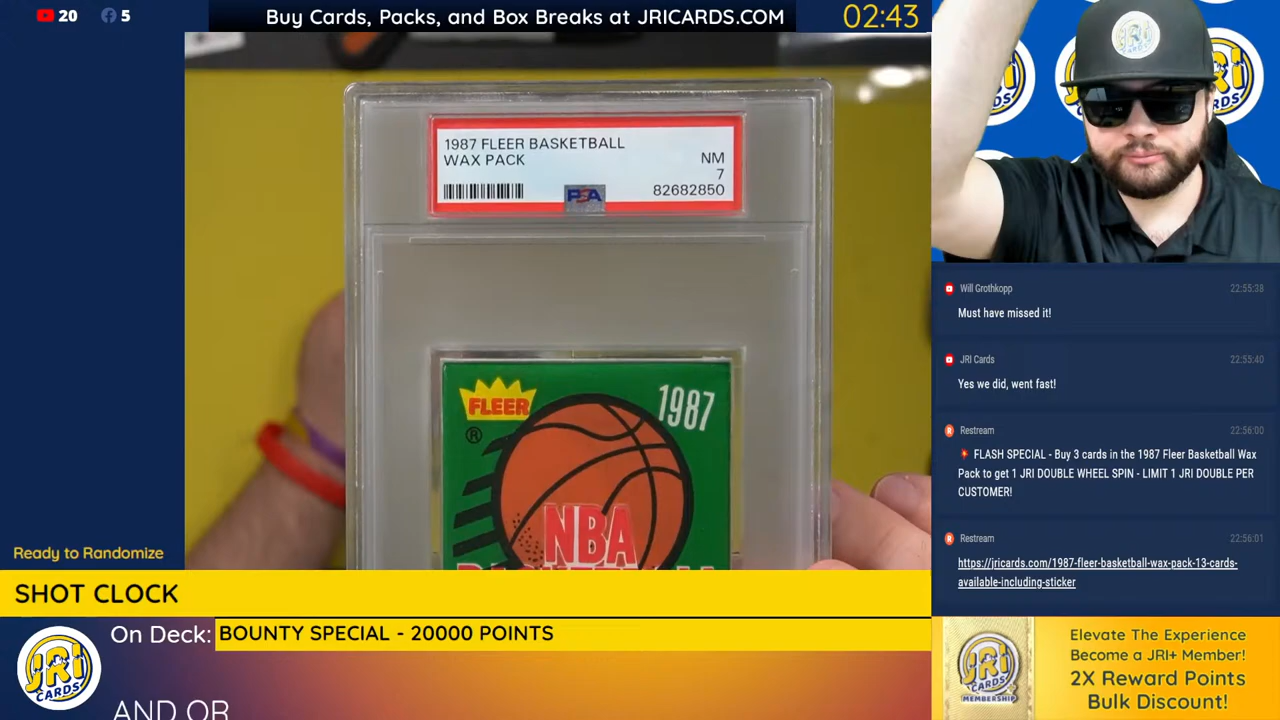 20
5
Buy Cards, Packs, and Box Breaks at JRICARDS.COM
02:43
1987 FLEER BASKETBALL
WAX PACK
NM
7
82682850
PSA
FLEER
®
1987
NBA
JRI
CARDS
Will Grothkopp
22:55:38
Must have missed it!
JRI Cards
22:55:40
Yes we did, went fast!
Restream
22:56:00
FLASH SPECIAL - Buy 3 cards in the 1987 Fleer Basketball Wax
Pack to get 1 JRI DOUBLE WHEEL SPIN - LIMIT 1 JRI DOUBLE PER
CUSTOMER!
Restream
22:56:01
https://jricards.com/1987-fleer-basketball-wax-pack-13-cards-
available-including-sticker
Ready to Randomize
SHOT CLOCK
On Deck:
BOUNTY SPECIAL - 20000 POINTS
JRI
CARDS
AND OR
JRI
CARDS
MEMBERSHIP
Elevate The Experience
Become a JRI+ Member!
2X Reward Points
Bulk Discount!